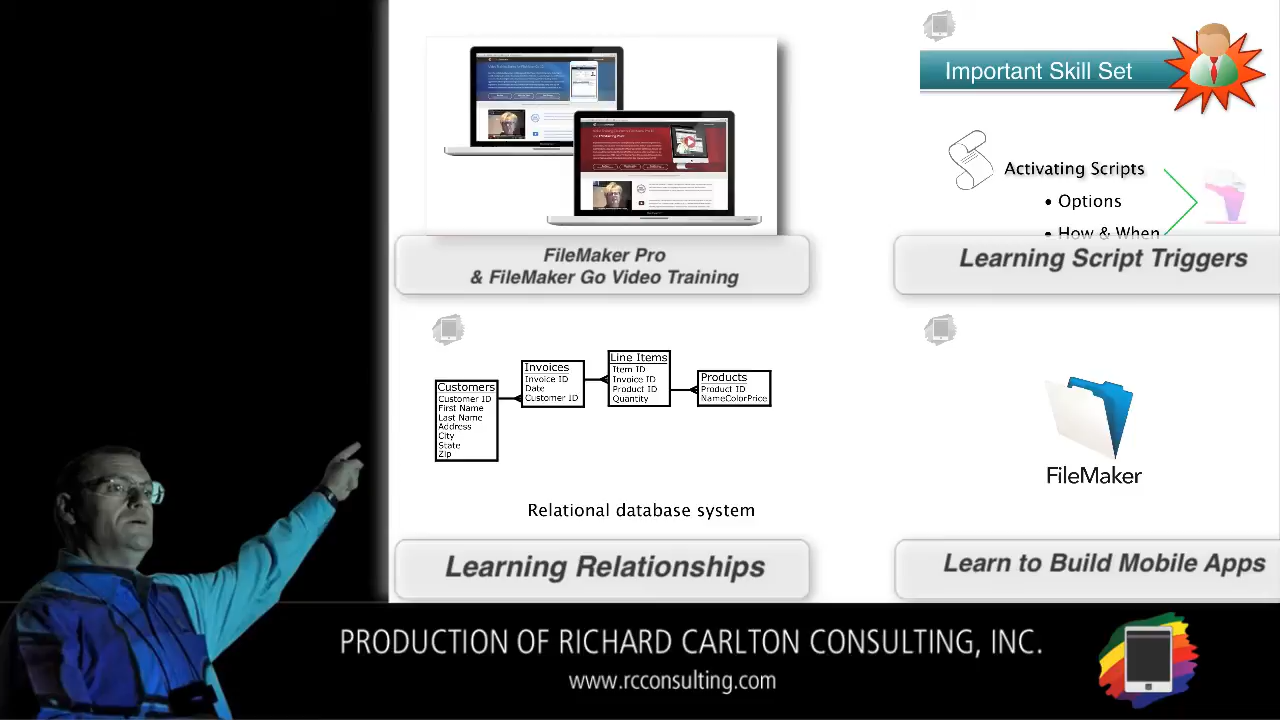 FileMaker Pro
& FileMaker Go Video Training
Important Skill Set
Activating Scripts
• Options
• How & When
Learning Script Triggers
Customers
Customer ID
First Name
Last Name
Address
City
State
Zip
Invoices
Invoice ID
Date
Customer ID
Line Items
Item ID
Invoice ID
Product ID
Quantity
Products
Product ID
NameColorPrice
Relational database system
Learning Relationships
FileMaker
Learn to Build Mobile Apps
PRODUCTION OF RICHARD CARLTON CONSULTING, INC.
www.rcconsulting.com